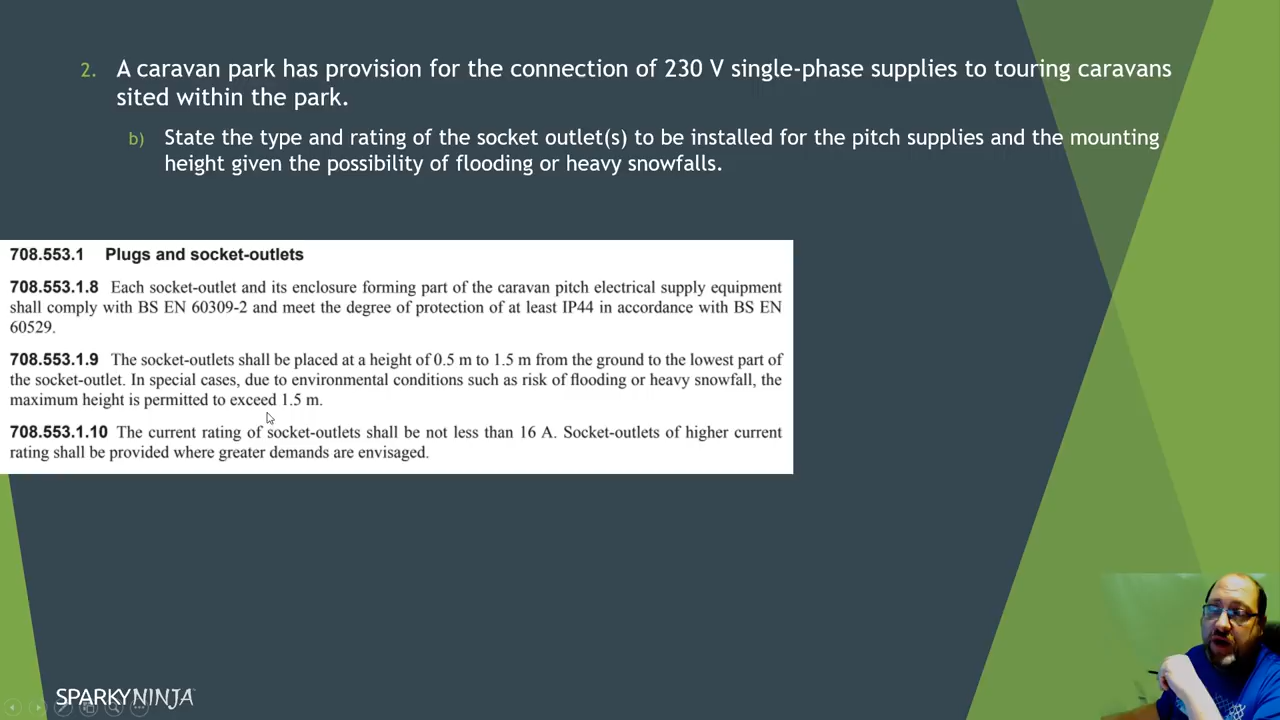 2. A caravan park has provision for the connection of 230 V single-phase supplies to touring caravans
sited within the park.
b) State the type and rating of the socket outlet(s) to be installed for the pitch supplies and the mounting
height given the possibility of flooding or heavy snowfalls.
708.553.1 Plugs and socket-outlets
708.553.1.8 Each socket-outlet and its enclosure forming part of the caravan pitch electrical supply equipment
shall comply with BS EN 60309-2 and meet the degree of protection of at least IP44 in accordance with BS EN
60529.
708.553.1.9 The socket-outlets shall be placed at a height of 0.5 m to 1.5 m from the ground to the lowest part of
the socket-outlet. In special cases, due to environmental conditions such as risk of flooding or heavy snowfall, the
maximum height is permitted to exceed 1.5 m.
708.553.1.10 The current rating of socket-outlets shall be not less than 16 A. Socket-outlets of higher current
rating shall be provided where greater demands are envisaged.
SPARKYNINJA